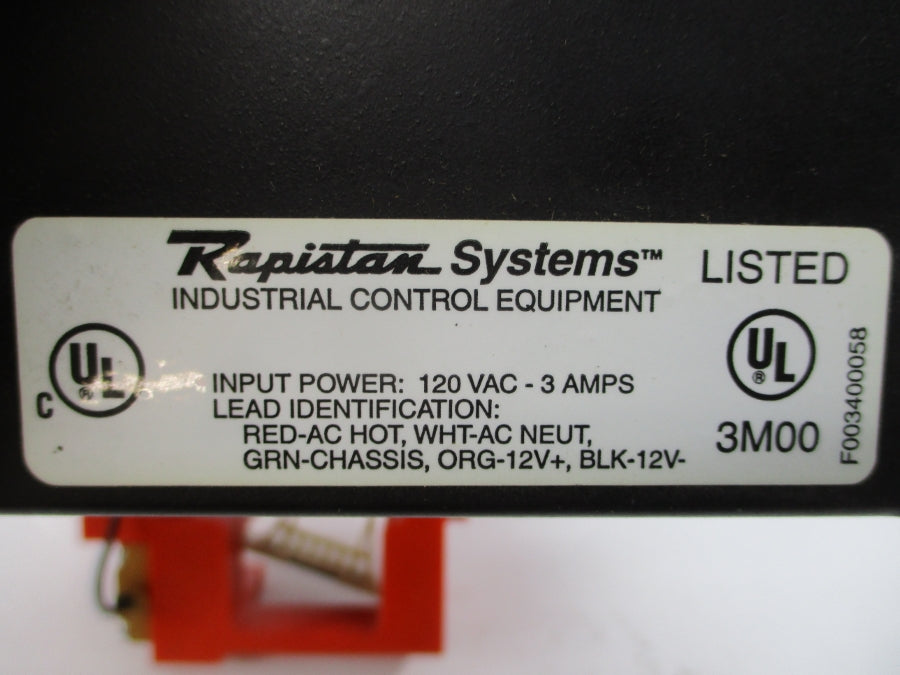 Rapistan Systems™
INDUSTRIAL CONTROL EQUIPMENT
LISTED
C UL ®
INPUT POWER: 120 VAC - 3 AMPS
LEAD IDENTIFICATION:
RED-AC HOT, WHT-AC NEUT,
GRN-CHASSIS, ORG-12V+, BLK-12V-
UL ®
3M00
F003400058